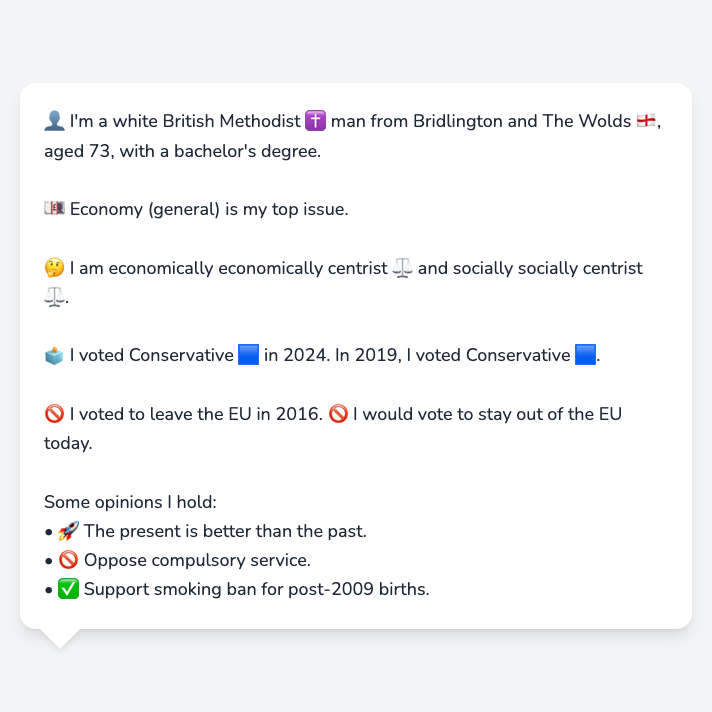 👤 I'm a white British Methodist ✝️ man from Bridlington and The Wolds 🏴󠁧󠁢󠁥󠁮󠁧󠁿,
aged 73, with a bachelor's degree.
💷 Economy (general) is my top issue.
🤔 I am economically economically centrist ⚖️ and socially socially centrist
⚖️.
🗳️ I voted Conservative 🟦 in 2024. In 2019, I voted Conservative 🟦.
🚫 I voted to leave the EU in 2016. 🚫 I would vote to stay out of the EU
today.
Some opinions I hold:
• 🚀 The present is better than the past.
• 🚫 Oppose compulsory service.
• ✅ Support smoking ban for post-2009 births.